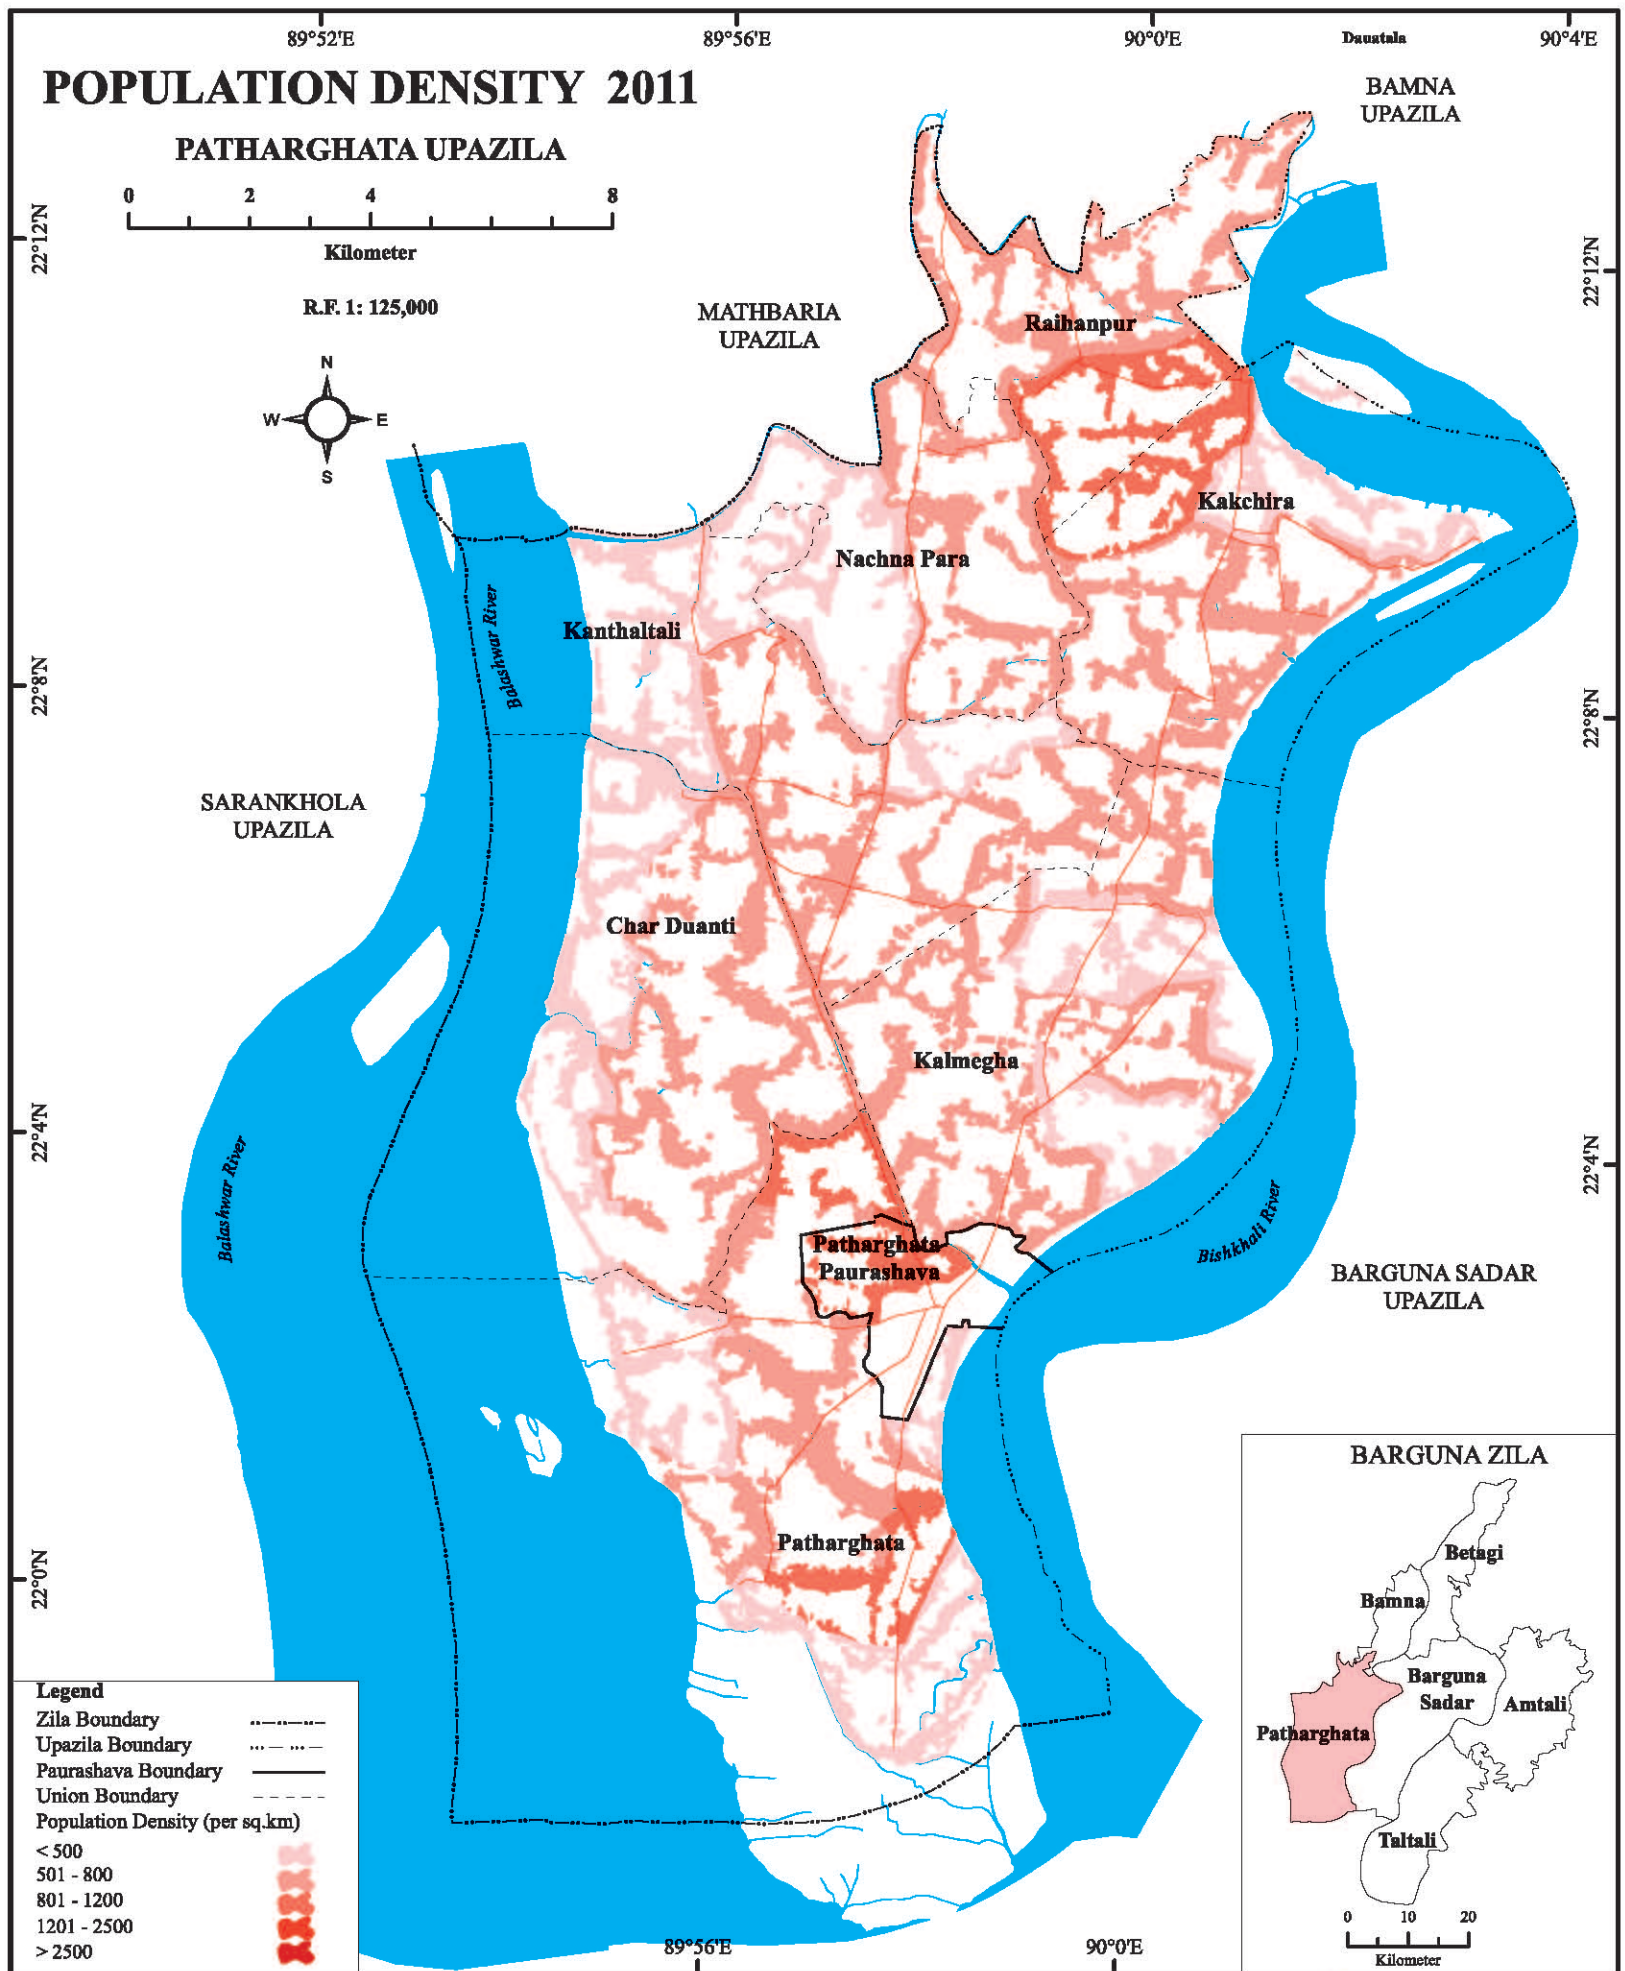 89°52'E
89°56'E
90°0'E
Dauatala
90°4'E
POPULATION DENSITY 2011
PATHARGHATA UPAZILA
BAMNA
UPAZILA
0 2 4 8
Kilometer
R.F. 1: 125,000
22°12'N
22°12'N
MATHBARIA
UPAZILA
Raihanpur
N
W E
S
Kakchira
Nachna Para
Kanthaltali
Balashwar River
22°8'N
22°8'N
SARANKHOLA
UPAZILA
Char Duanti
Kalmegha
22°4'N
22°4'N
Balashwar River
Bishkhali River
Patharghata
Paurashava
BARGUNA SADAR
UPAZILA
Patharghata
22°0'N
BARGUNA ZILA
Betagi
Bamna
Barguna
Sadar
Amtali
Patharghata
Taltali
0 10 20
Kilometer
Legend
Zila Boundary
Upazila Boundary
Paurashava Boundary
Union Boundary
Population Density (per sq.km)
< 500
501 - 800
801 - 1200
1201 - 2500
> 2500
89°56'E
90°0'E